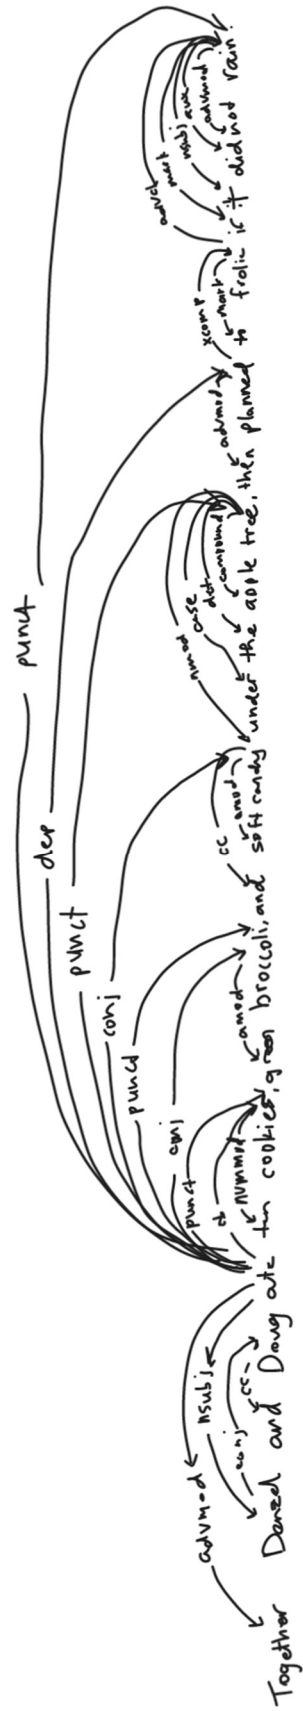 Together Danzel and Doug ate ten cookies, green broccoli, and soft candy under the apple tree, then planned to frolic if it did not rain.
advmod
nsubj
conj
cc
nummod
punct
conj
amod
punct
conj
cc
amod
nmod
case
det
compound
punct
dep
advmod
xcomp
mark
advcl
mark
nsubj
aux
advmod
punct